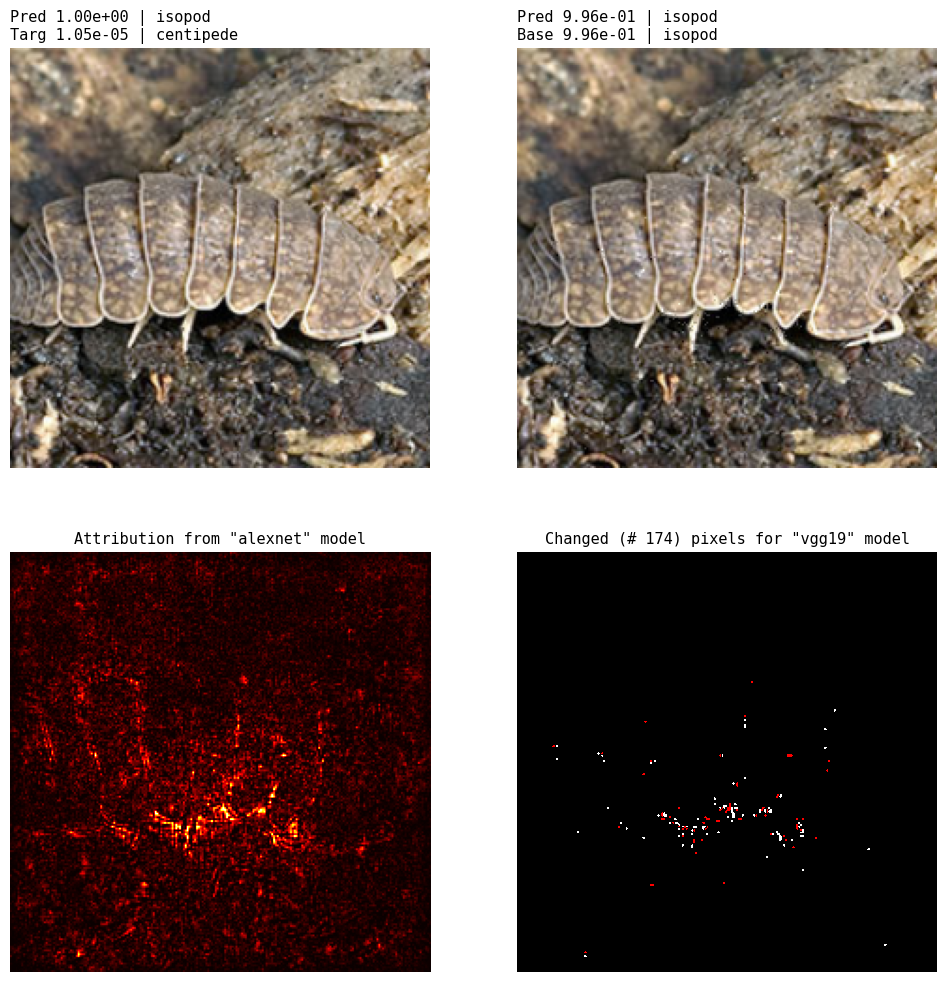 Pred 1.00e+00 | isopod
Targ 1.05e-05 | centipede
Pred 9.96e-01 | isopod
Base 9.96e-01 | isopod
Attribution from "alexnet" model
Changed (# 174) pixels for "vgg19" model